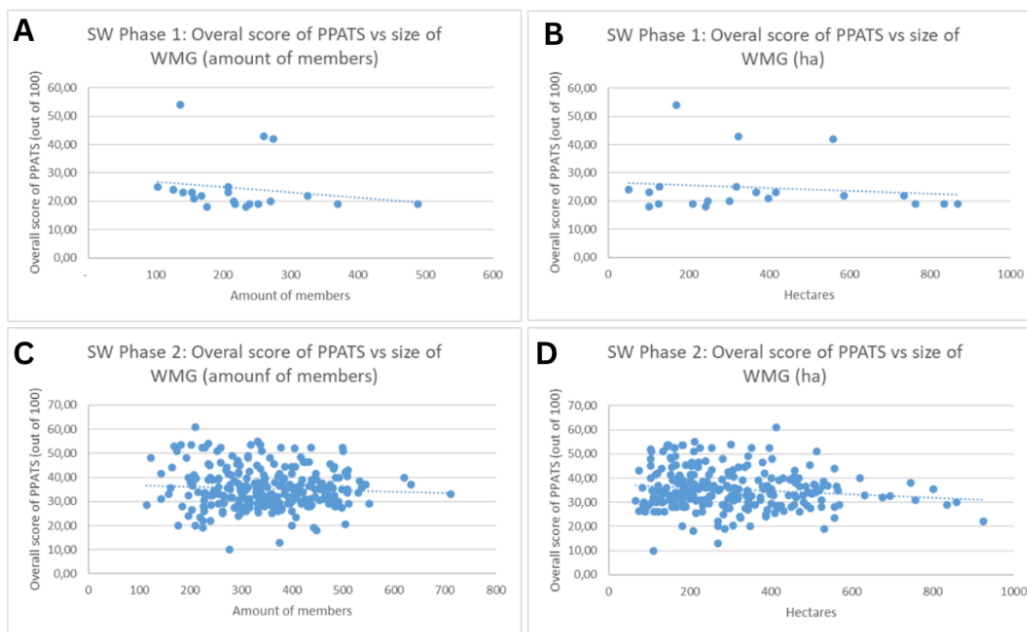 A
SW Phase 1: Overall score of PPATS vs size of
WMG (amount of members)
Overall score of PPATS (out of 100)
60,00
50,00
40,00
30,00
20,00
10,00
0,00
- 100 200 300 400 500 600
Amount of members
B
SW Phase 1: Overall score of PPATS vs size of
WMG (ha)
Overall score of PPATS (out of 100)
60,00
50,00
40,00
30,00
20,00
10,00
0,00
0 200 400 600 800 1000
Hectares
C
SW Phase 2: Overal score of PPATS vs size of
WMG (amount of members)
Overall score of PPATS (out of 100)
70,00
60,00
50,00
40,00
30,00
20,00
10,00
0,00
0 100 200 300 400 500 600 700 800
Amount of members
D
SW Phase 2: Overal score of PPATS vs size of
WMG (ha)
Overall score of PPATS (out of 100)
70,00
60,00
50,00
40,00
30,00
20,00
10,00
0,00
0 200 400 600 800 1000
Hectares